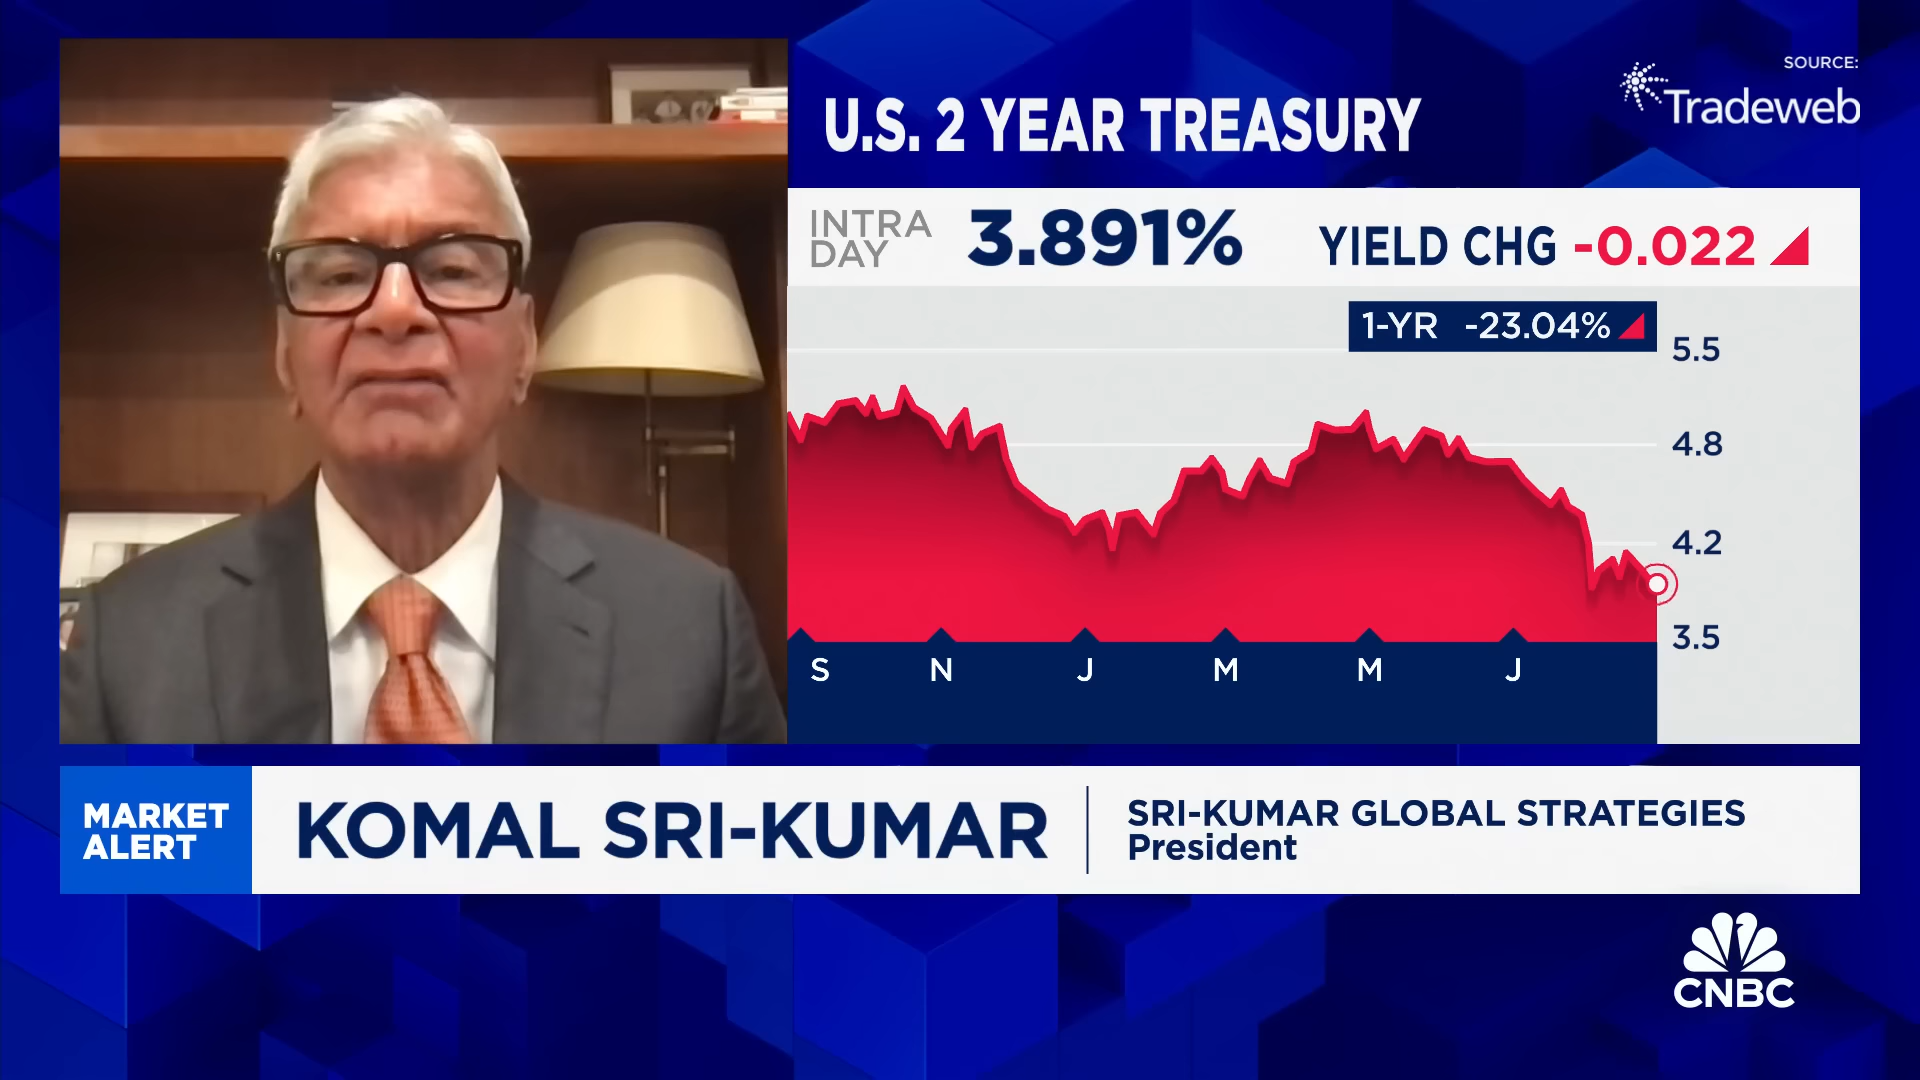 SOURCE:
Tradeweb
U.S. 2 YEAR TREASURY
INTRA
DAY
3.891%
YIELD CHG -0.022
1-YR -23.04%
5.5
4.8
4.2
3.5
S N J M M J
MARKET
ALERT
KOMAL SRI-KUMAR
SRI-KUMAR GLOBAL STRATEGIES
President
CNBC